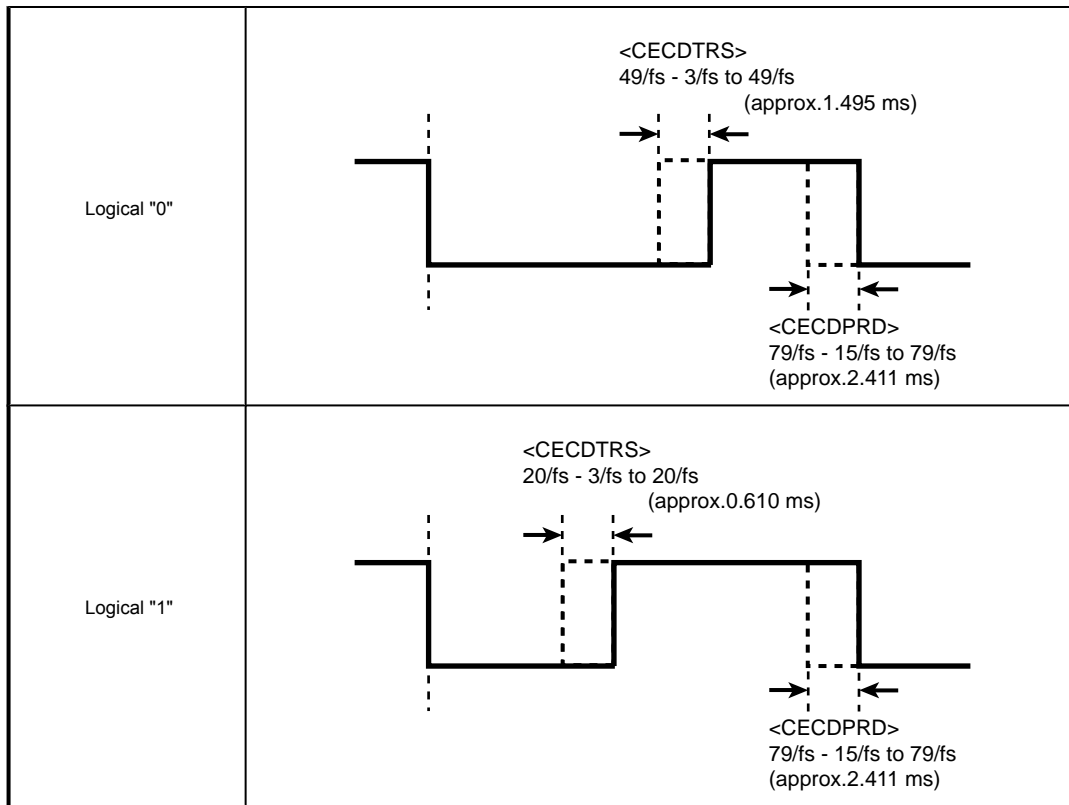 Logical "0"
<CECDTRS>
49/fs - 3/fs to 49/fs
(approx.1.495 ms)
<CECDPRD>
79/fs - 15/fs to 79/fs
(approx.2.411 ms)
Logical "1"
<CECDTRS>
20/fs - 3/fs to 20/fs
(approx.0.610 ms)
<CECDPRD>
79/fs - 15/fs to 79/fs
(approx.2.411 ms)